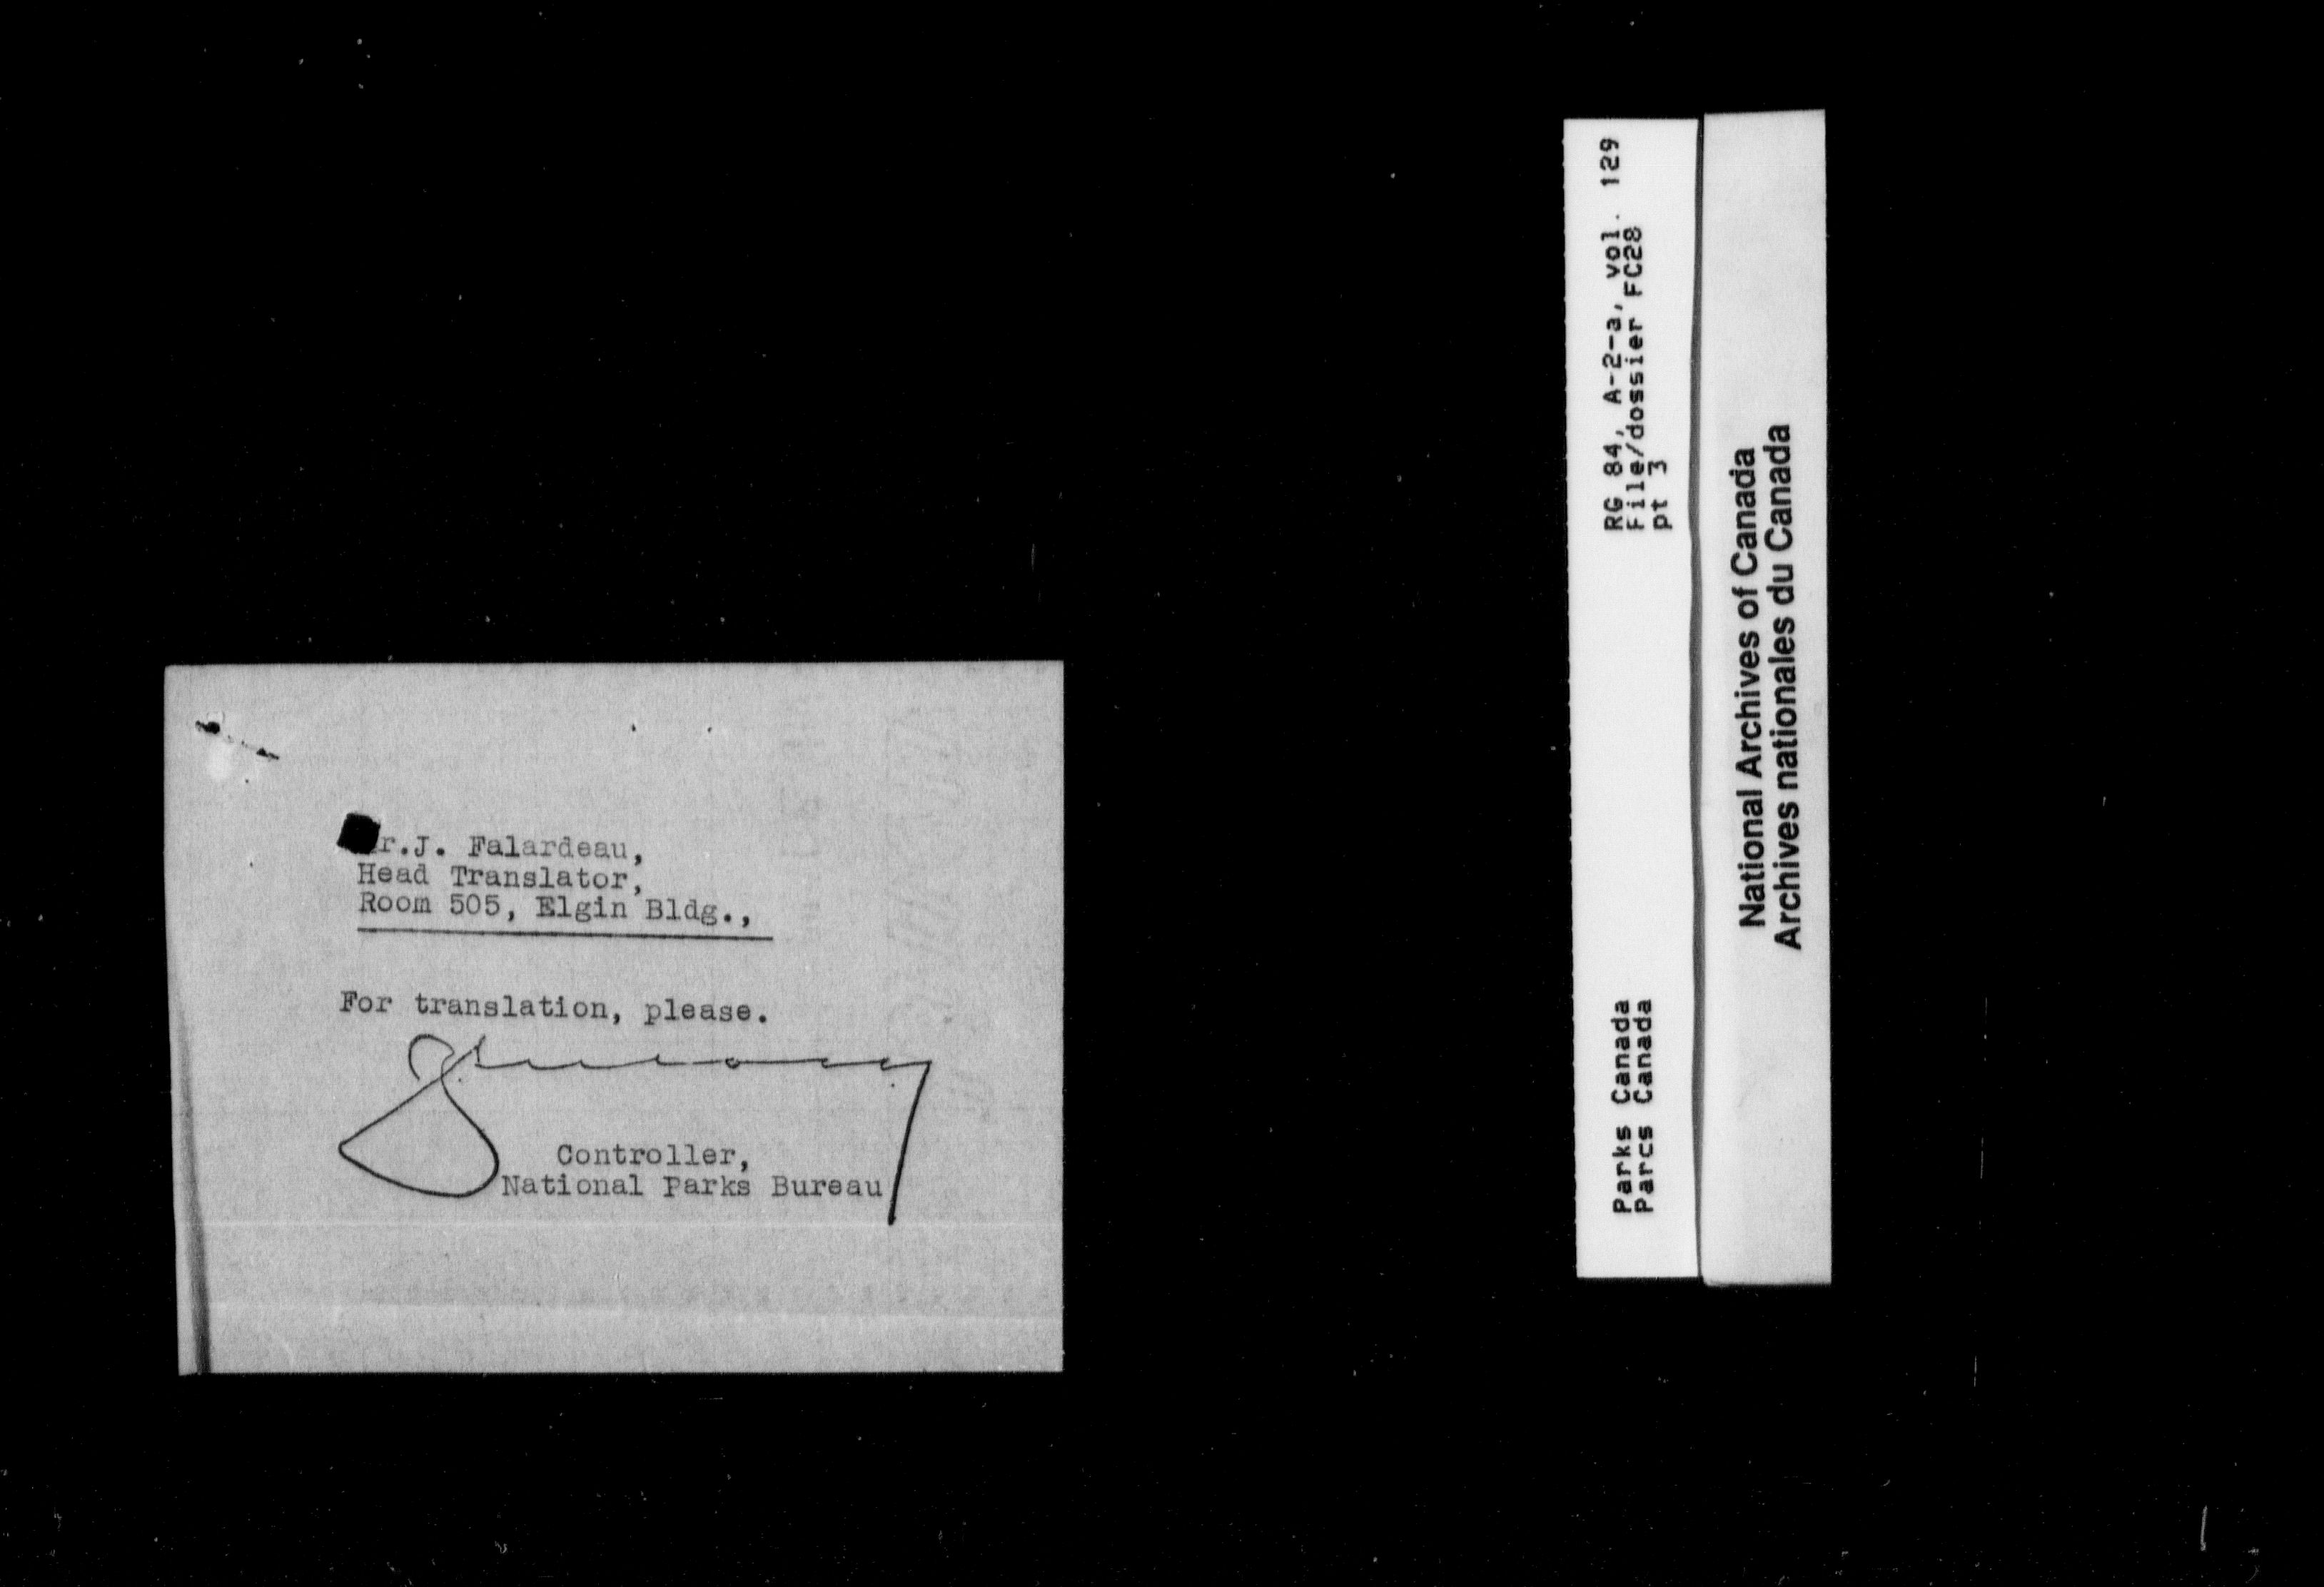 r.J. Falardeau,
Head Translator,
Room 505, Elgin Bldg.,
For translation, please.
Controller,
National Parks Bureau
RG 84, A-2-a, vol. 129
File/dossier FC28
pt 3
Parks Canada
Parcs Canada
National Archives of Canada
Archives nationales du Canada